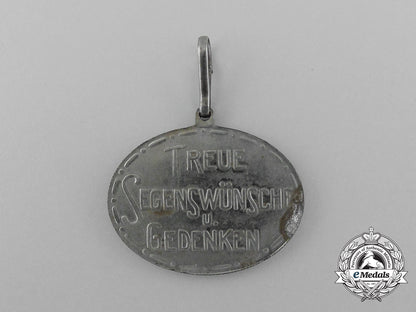 TREUE
SEGENSWÜNSCHE
u.
GEDENKEN
eMedals